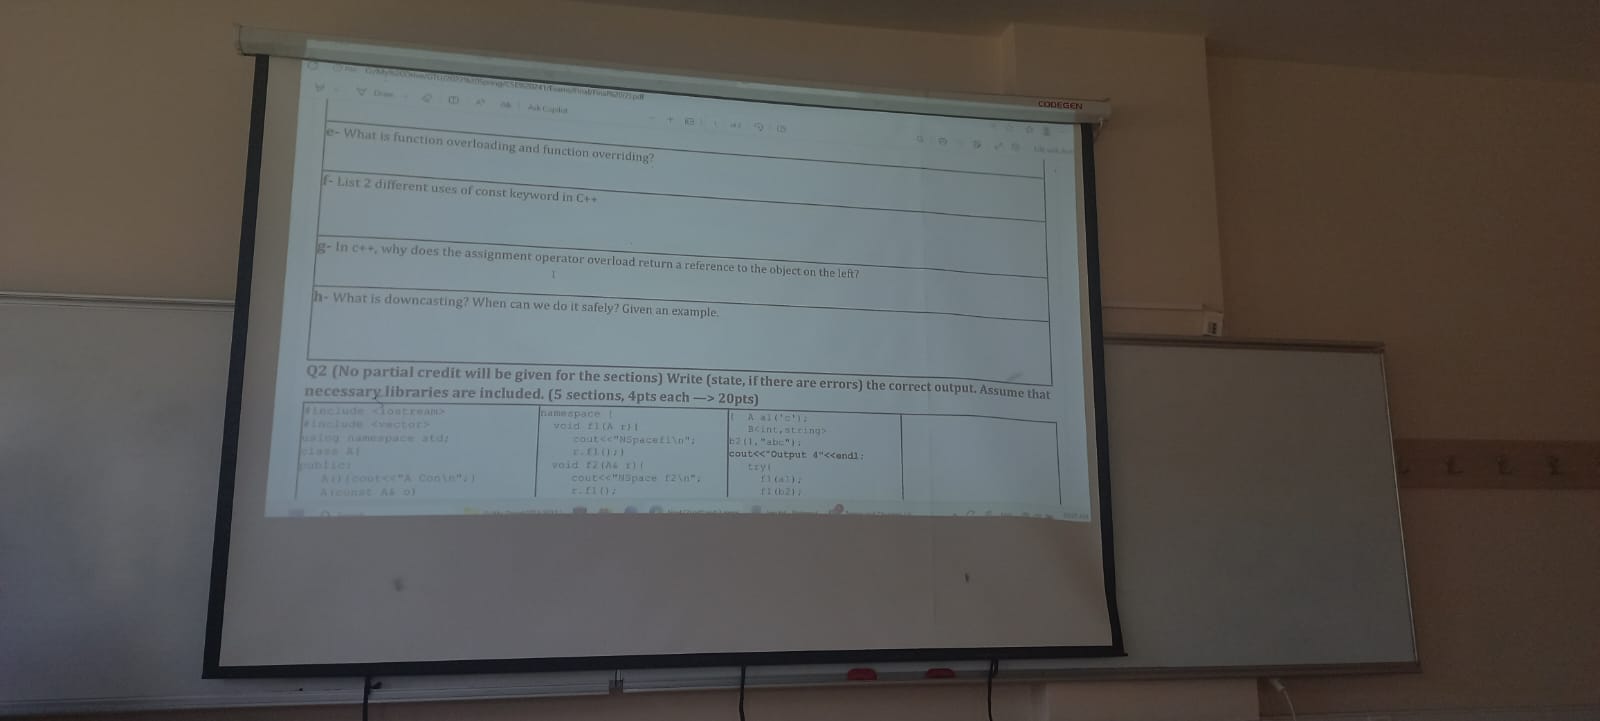 CODEGEN
Draw
Ask Copilot
e- What is function overloading and function overriding?
f- List 2 different uses of const keyword in C++
g- In c++, why does the assignment operator overload return a reference to the object on the left?
h- What is downcasting? When can we do it safely? Given an example.
Q2 (No partial credit will be given for the sections) Write (state, if there are errors) the correct output. Assume that
necessary libraries are included. (5 sections, 4pts each —> 20pts)
#include <iostream>
#include <vector>
using namespace std;
class A{
public:
A(){cout<<"A Con\n";}
A(const A& o)
namespace {
void f1(A r){
cout<<"NSpacef1\n";
r.f1();}
void f2(A& r){
cout<<"NSpace f2\n";
r.f1();
{ A a1('c');
B<int,string>
b2(1,"abc");
cout<<"Output 4"<<endl;
try{
f1(a1);
f1(b2);